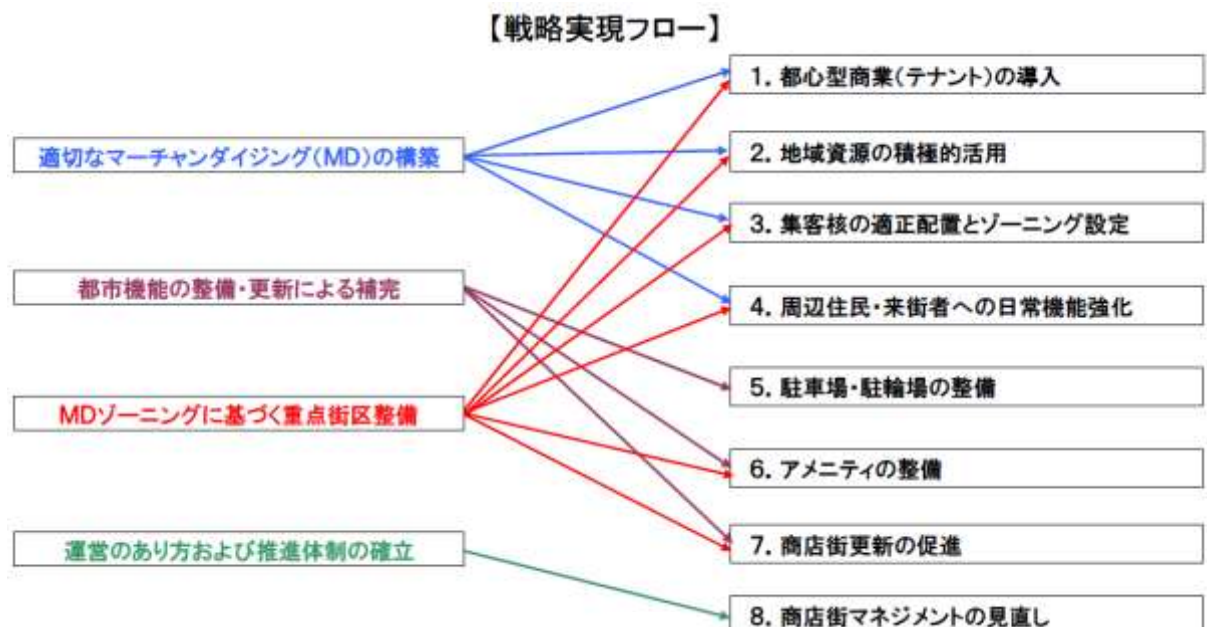 【戦略実現フロー】
適切なマーチャンダイジング(MD)の構築
都市機能の整備・更新による補完
MDゾーニングに基づく重点街区整備
運営のあり方および推進体制の確立
1. 都心型商業(テナント)の導入
2. 地域資源の積極的活用
3. 集客核の適正配置とゾーニング設定
4. 周辺住民・来街者への日常機能強化
5. 駐車場・駐輪場の整備
6. アメニティの整備
7. 商店街更新の促進
8. 商店街マネジメントの見直し